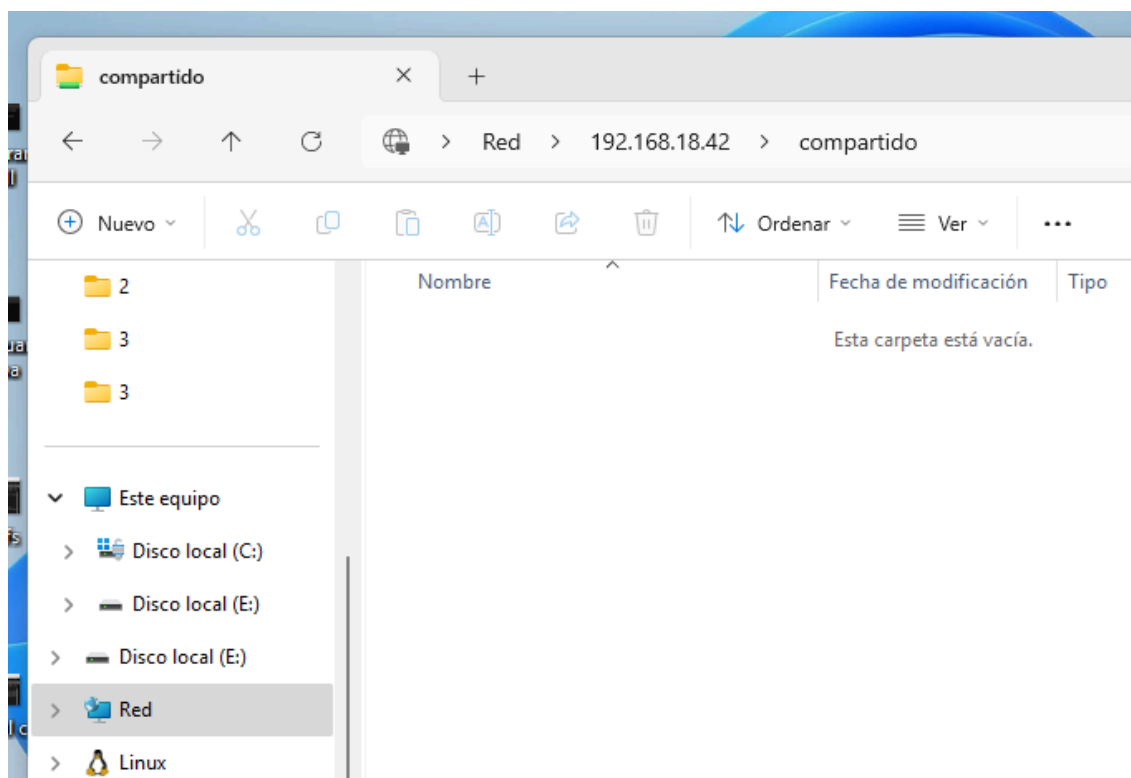 compartido
Red > 192.168.18.42 > compartido
Nuevo
Ordenar
Ver
2
3
3
Este equipo
Disco local (C:)
Disco local (E:)
Disco local (E:)
Red
Linux
Nombre
Fecha de modificación
Tipo
Esta carpeta está vacía.